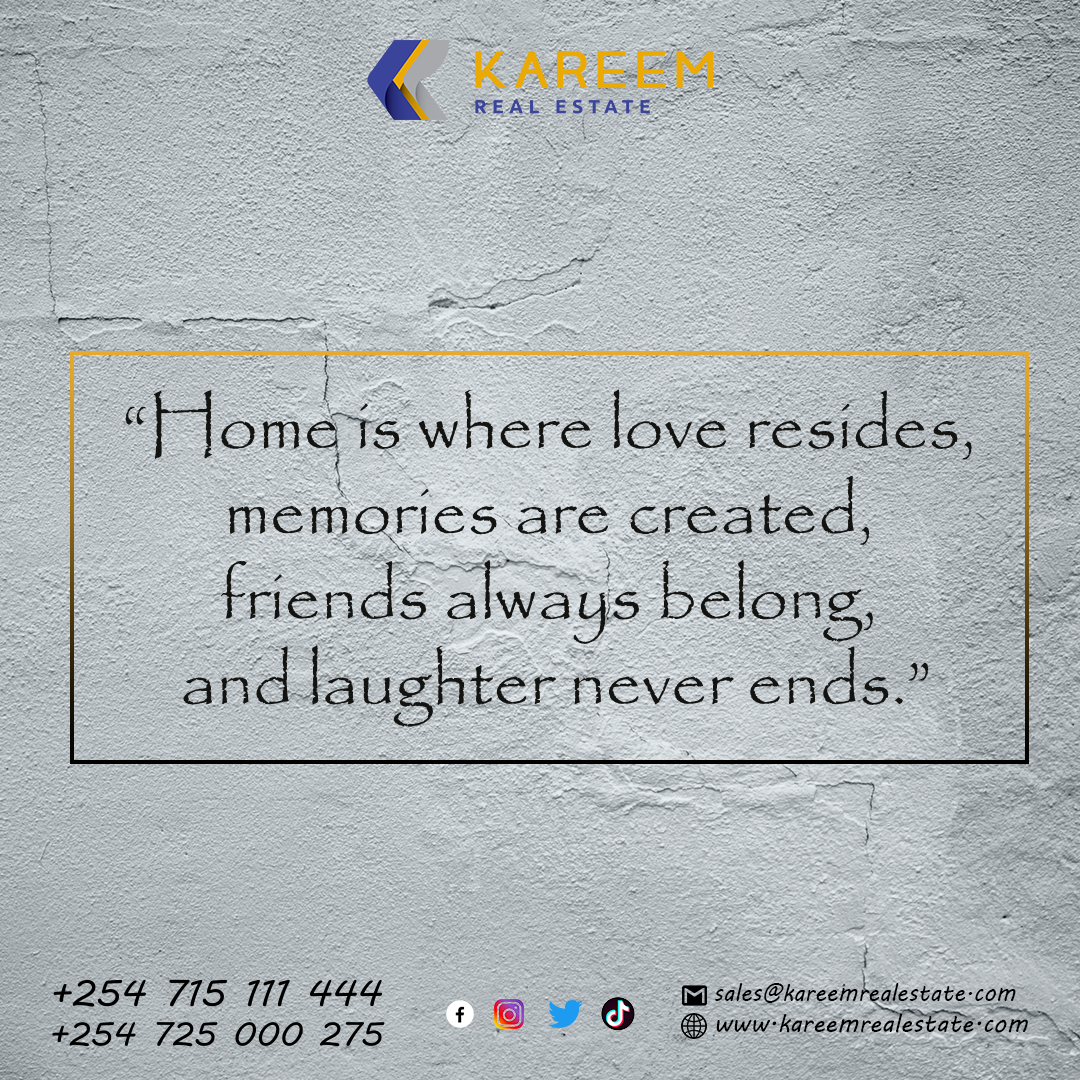 KAREEM
REAL ESTATE
“Home is where love resides,
memories are created,
friends always belong,
and laughter never ends.”
+254 715 111 444
+254 725 000 275
sales@kareemrealestate.com
www.kareemrealestate.com